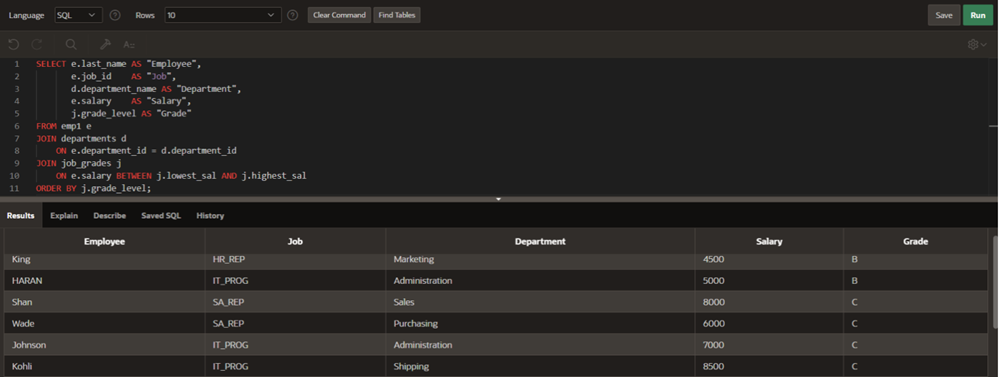 Language SQL Rows 10 Clear Command Find Tables Save Run
Aa:
1 SELECT e.last_name AS "Employee",
2 e.job_id AS "Job",
3 d.department_name AS "Department",
4 e.salary AS "Salary",
5 j.grade_level AS "Grade"
6 FROM emp1 e
7 JOIN departments d
8 ON e.department_id = d.department_id
9 JOIN job_grades j
10 ON e.salary BETWEEN j.lowest_sal AND j.highest_sal
11 ORDER BY j.grade_level;
Results Explain Describe Saved SQL History
Employee Job Department Salary Grade
King HR_REP Marketing 4500 B
HARAN IT_PROG Administration 5000 B
Shan SA_REP Sales 8000 C
Wade SA_REP Purchasing 6000 C
Johnson IT_PROG Administration 7000 C
Kohli IT_PROG Shipping 8500 C